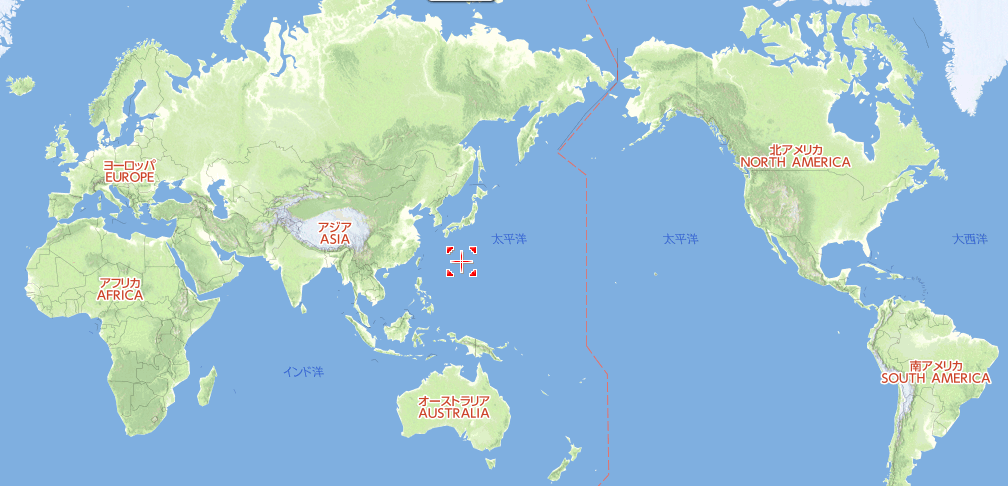 ヨーロッパ
EUROPE
北アメリカ
NORTH AMERICA
アジア
ASIA
太平洋
太平洋
大西洋
アフリカ
AFRICA
インド洋
南アメリカ
SOUTH AMERICA
オーストラリア
AUSTRALIA